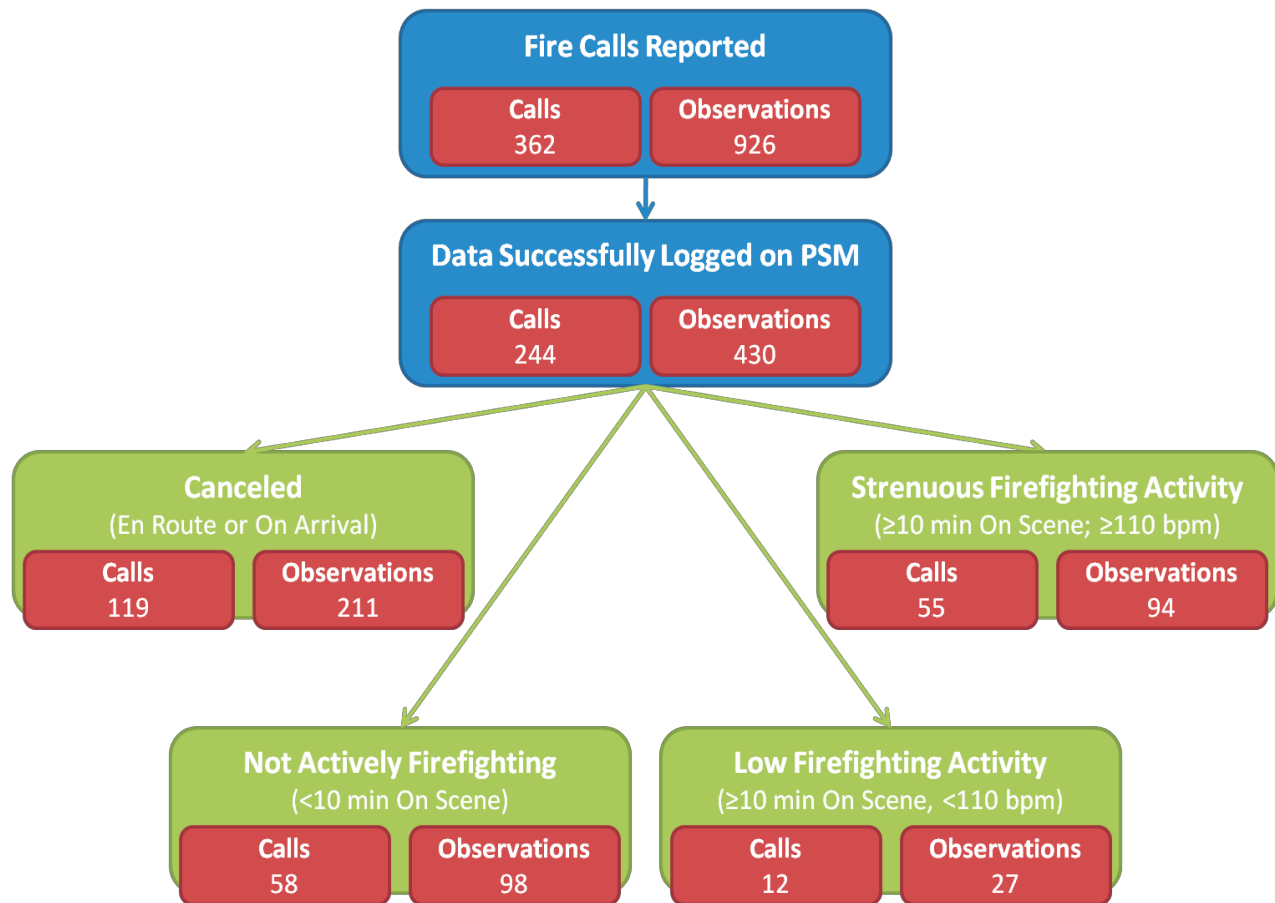 Fire Calls Reported
Calls Observations
362 926
Data Successfully Logged on PSM
Calls Observations
244 430
Canceled
(En Route or On Arrival)
Calls Observations
119 211
Strenuous Firefighting Activity
(≥10 min On Scene; ≥110 bpm)
Calls Observations
55 94
Not Actively Firefighting
(<10 min On Scene)
Calls Observations
58 98
Low Firefighting Activity
(≥10 min On Scene, <110 bpm)
Calls Observations
12 27